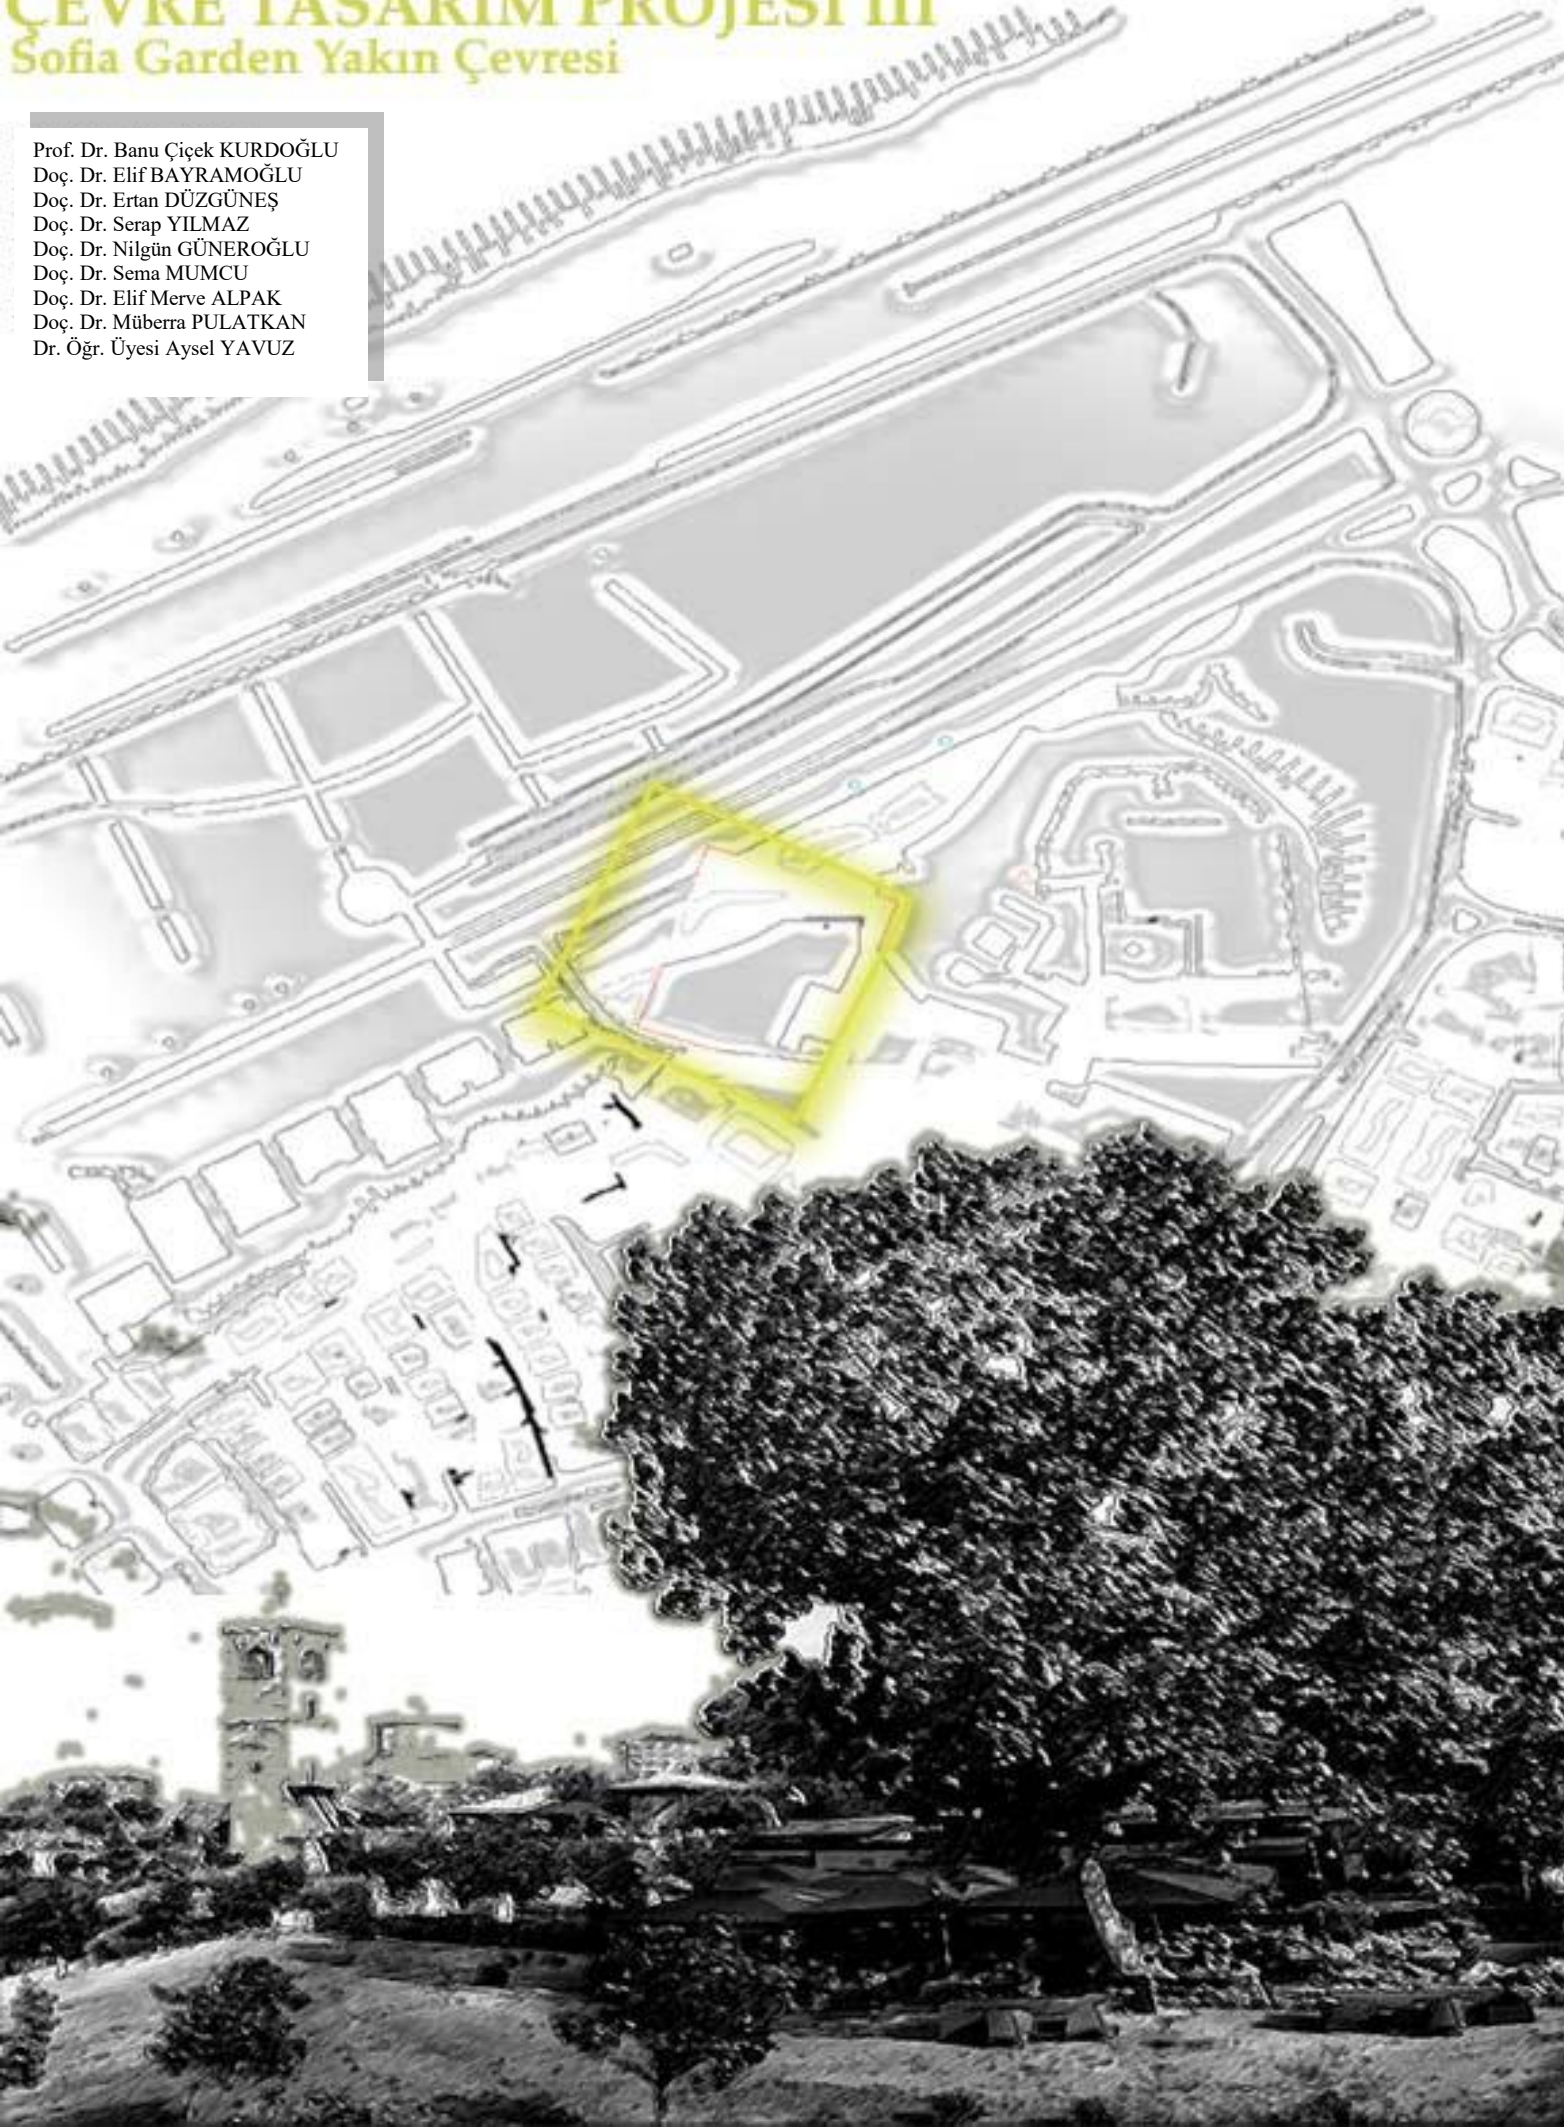 ÇEVRE TASARIM PROJESİ III
Sofia Garden Yakın Çevresi
Prof. Dr. Banu Çiçek KURDOĞLU
Doç. Dr. Elif BAYRAMOĞLU
Doç. Dr. Ertan DÜZGÜNEŞ
Doç. Dr. Serap YILMAZ
Doç. Dr. Nilgün GÜNEROĞLU
Doç. Dr. Sema MUMCU
Doç. Dr. Elif Merve ALPAK
Doç. Dr. Müberra PULATKAN
Dr. Öğr. Üyesi Aysel YAVUZ